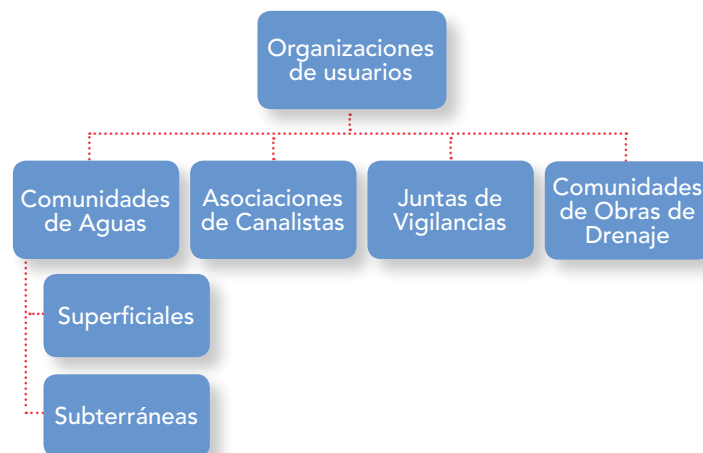 Organizaciones
de usuarios
Comunidades
de Aguas
Asociaciones
de Canalistas
Juntas de
Vigilancias
Comunidades
de Obras de
Drenaje
Superficiales
Subterráneas